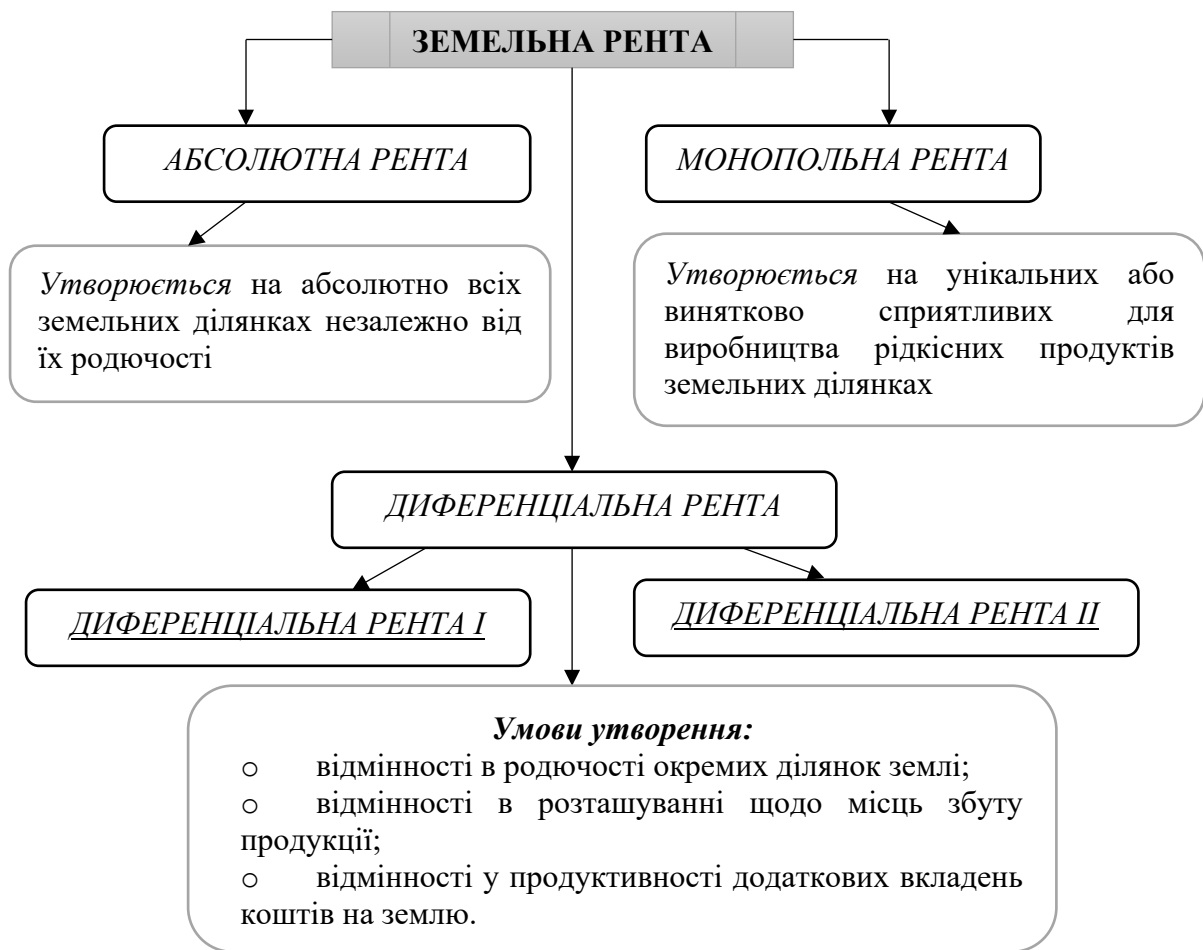 ЗЕМЕЛЬНА РЕНТА
АБСОЛЮТНА РЕНТА
МОНОПОЛЬНА РЕНТА
Утворюється на абсолютно всіх
земельних ділянках незалежно від
їх родючості
Утворюється на унікальних або
винятково сприятливих для
виробництва рідкісних продуктів
земельних ділянках
ДИФЕРЕНЦІАЛЬНА РЕНТА
ДИФЕРЕНЦІАЛЬНА РЕНТА І
ДИФЕРЕНЦІАЛЬНА РЕНТА ІІ
Умови утворення:
o відмінності в родючості окремих ділянок землі;
o відмінності в розташуванні щодо місць збуту
продукції;
o відмінності у продуктивності додаткових вкладень
коштів на землю.